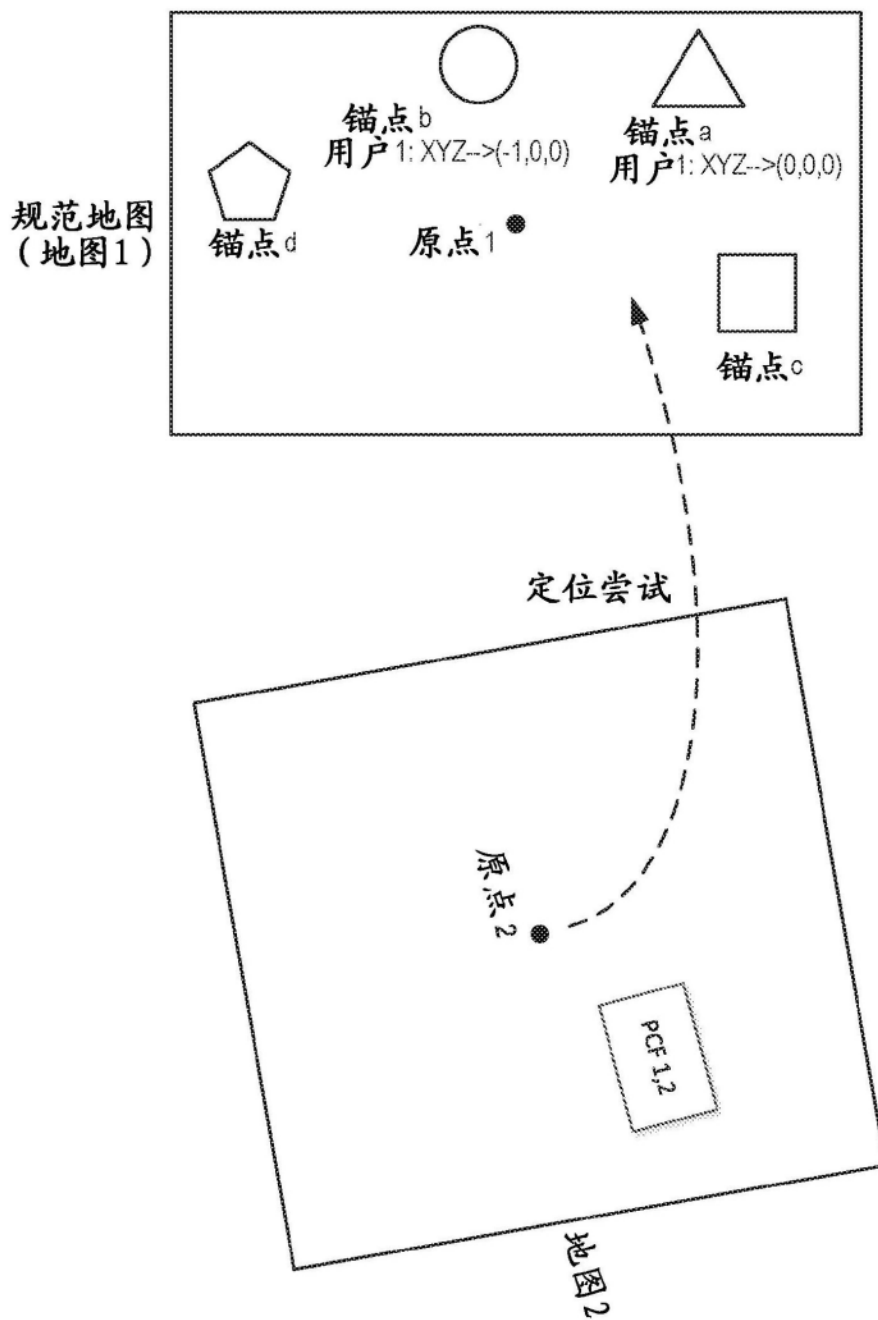 锚点b
用户1: XYZ-->(-1,0,0)
锚点a
用户1: XYZ-->(0,0,0)
规范地图
(地图1)
锚点d
原点1
锚点c
定位尝试
原点2
PCF 1,2
地图2